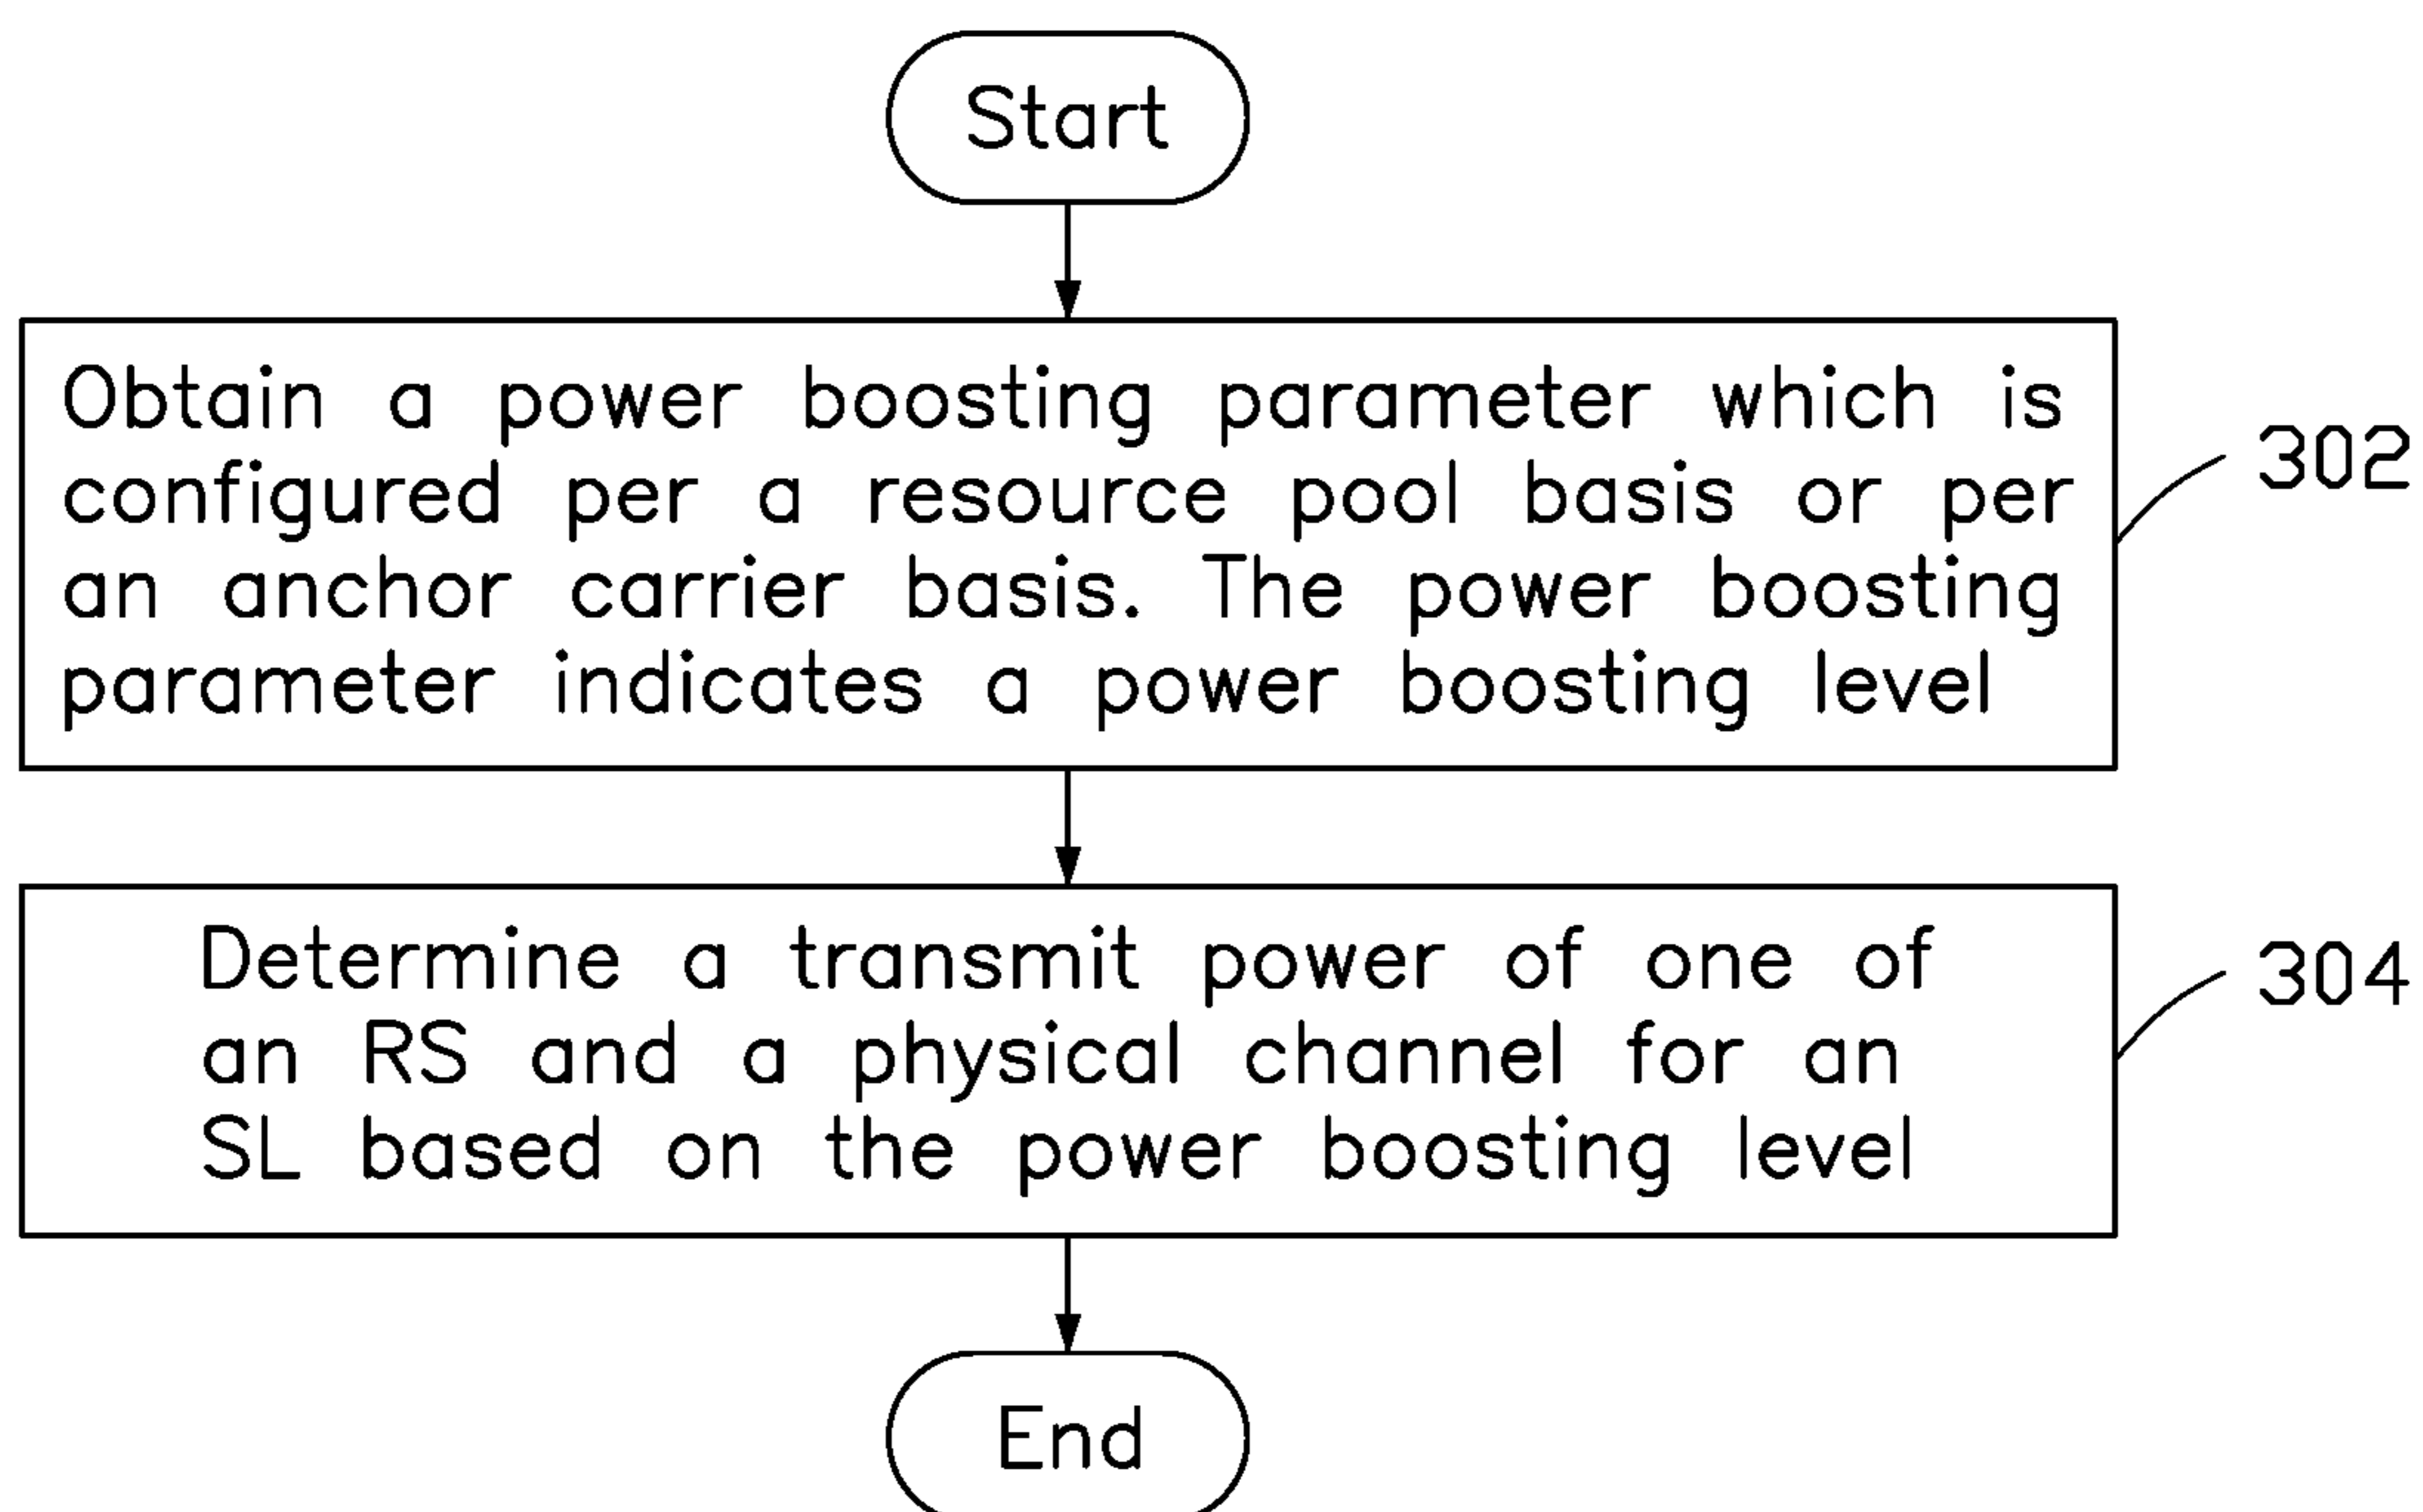 Start
Obtain a power boosting parameter which is
configured per a resource pool basis or per
an anchor carrier basis. The power boosting
parameter indicates a power boosting level
302
Determine a transmit power of one of
an RS and a physical channel for an
SL based on the power boosting level
304
End